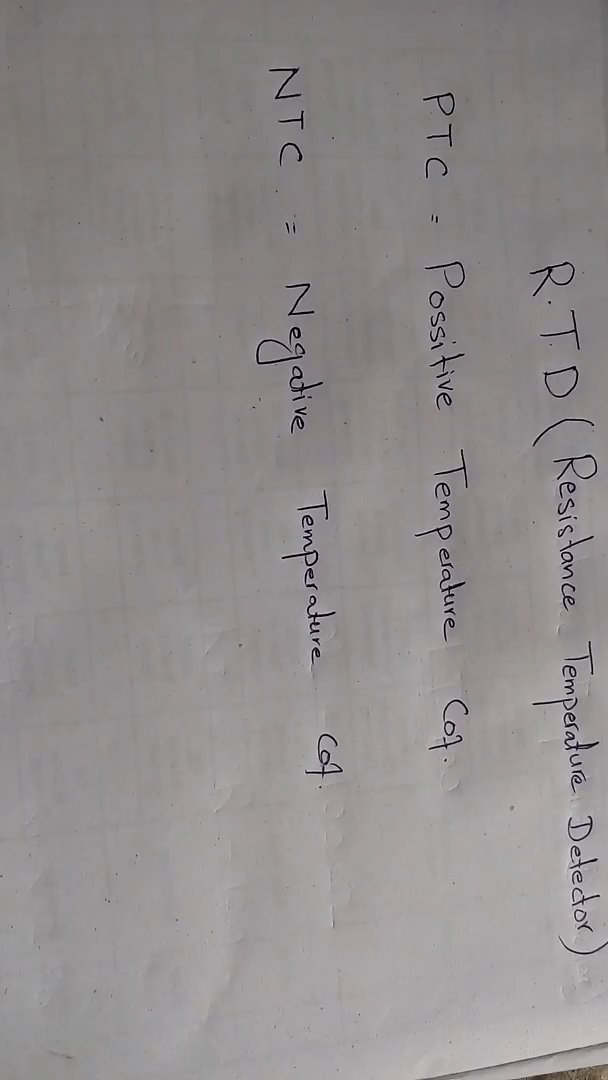 R.T.D (Resistance Temperature Detector)
PTC = Possitive Temperature Cof.
NTC = Negative Temperature Cof.